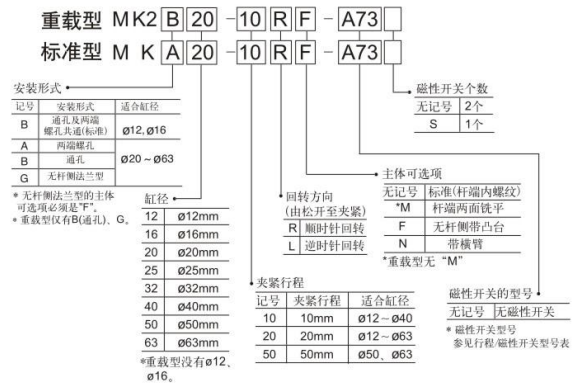 重载型 MK2 B 20 - 10 R F - A73
标准型 M K A 20 - 10 R F - A73
安装形式
记号 安装形式 适合缸径
B 通孔及两端螺孔共通(标准) ø12,ø16
A 两端螺孔 ø20～ø63
B 通孔
G 无杆侧法兰型
* 无杆侧法兰型的主体
可选项必须是"F"。
* 重载型仅有B(通孔)、G。
缸径
12 ø12mm
16 ø16mm
20 ø20mm
25 ø25mm
32 ø32mm
40 ø40mm
50 ø50mm
63 ø63mm
*重载型没有ø12、
ø16。
回转方向
(由松开至夹紧)
R 顺时针回转
L 逆时针回转
夹紧行程
记号 夹紧行程 适合缸径
10 10mm ø12～ø40
20 20mm ø12～ø63
50 50mm ø50、ø63
磁性开关个数
无记号 2个
S 1个
主体可选项
无记号 标准(杆端内螺纹)
*M 杆端两面铣平
F 无杆侧带凸台
N 带横臂
*重载型无“M”
磁性开关的型号
无记号 无磁性开关
* 磁性开关型号
参见行程/磁性开关型号表